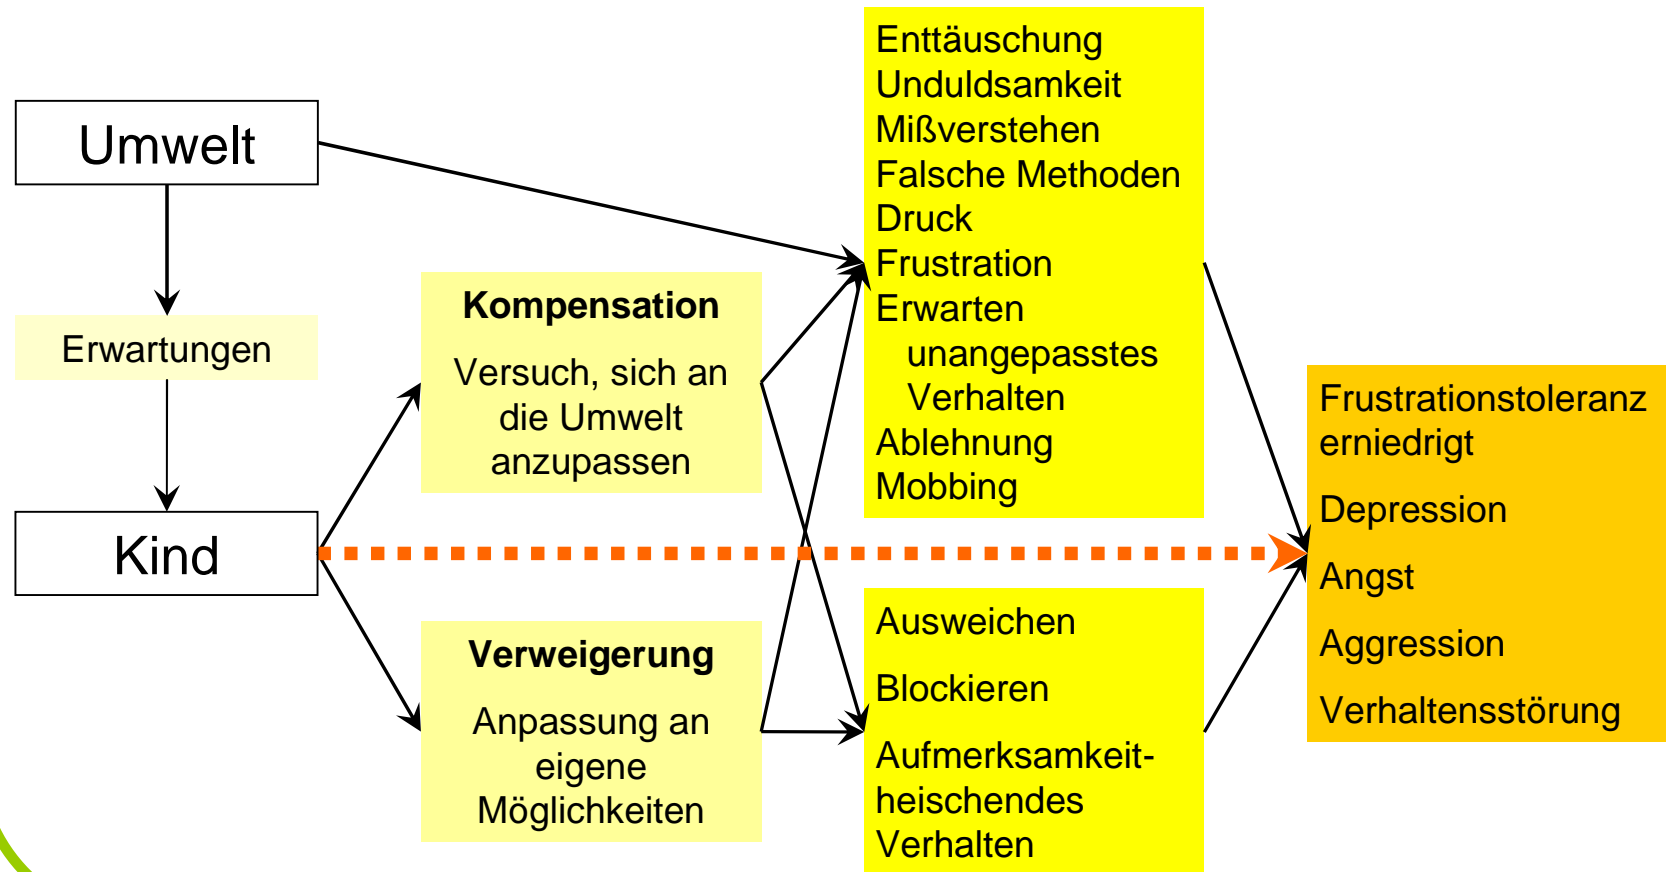 Umwelt
Erwartungen
Kind
Kompensation
Versuch, sich an
die Umwelt
anzupassen
Verweigerung
Anpassung an
eigene
Möglichkeiten
Enttäuschung
Unduldsamkeit
Mißverstehen
Falsche Methoden
Druck
Frustration
Erwarten
unangepasstes
Verhalten
Ablehnung
Mobbing
Ausweichen
Blockieren
Aufmerksamkeit-
heischendes
Verhalten
Frustrationstoleranz
erniedrigt
Depression
Angst
Aggression
Verhaltensstörung